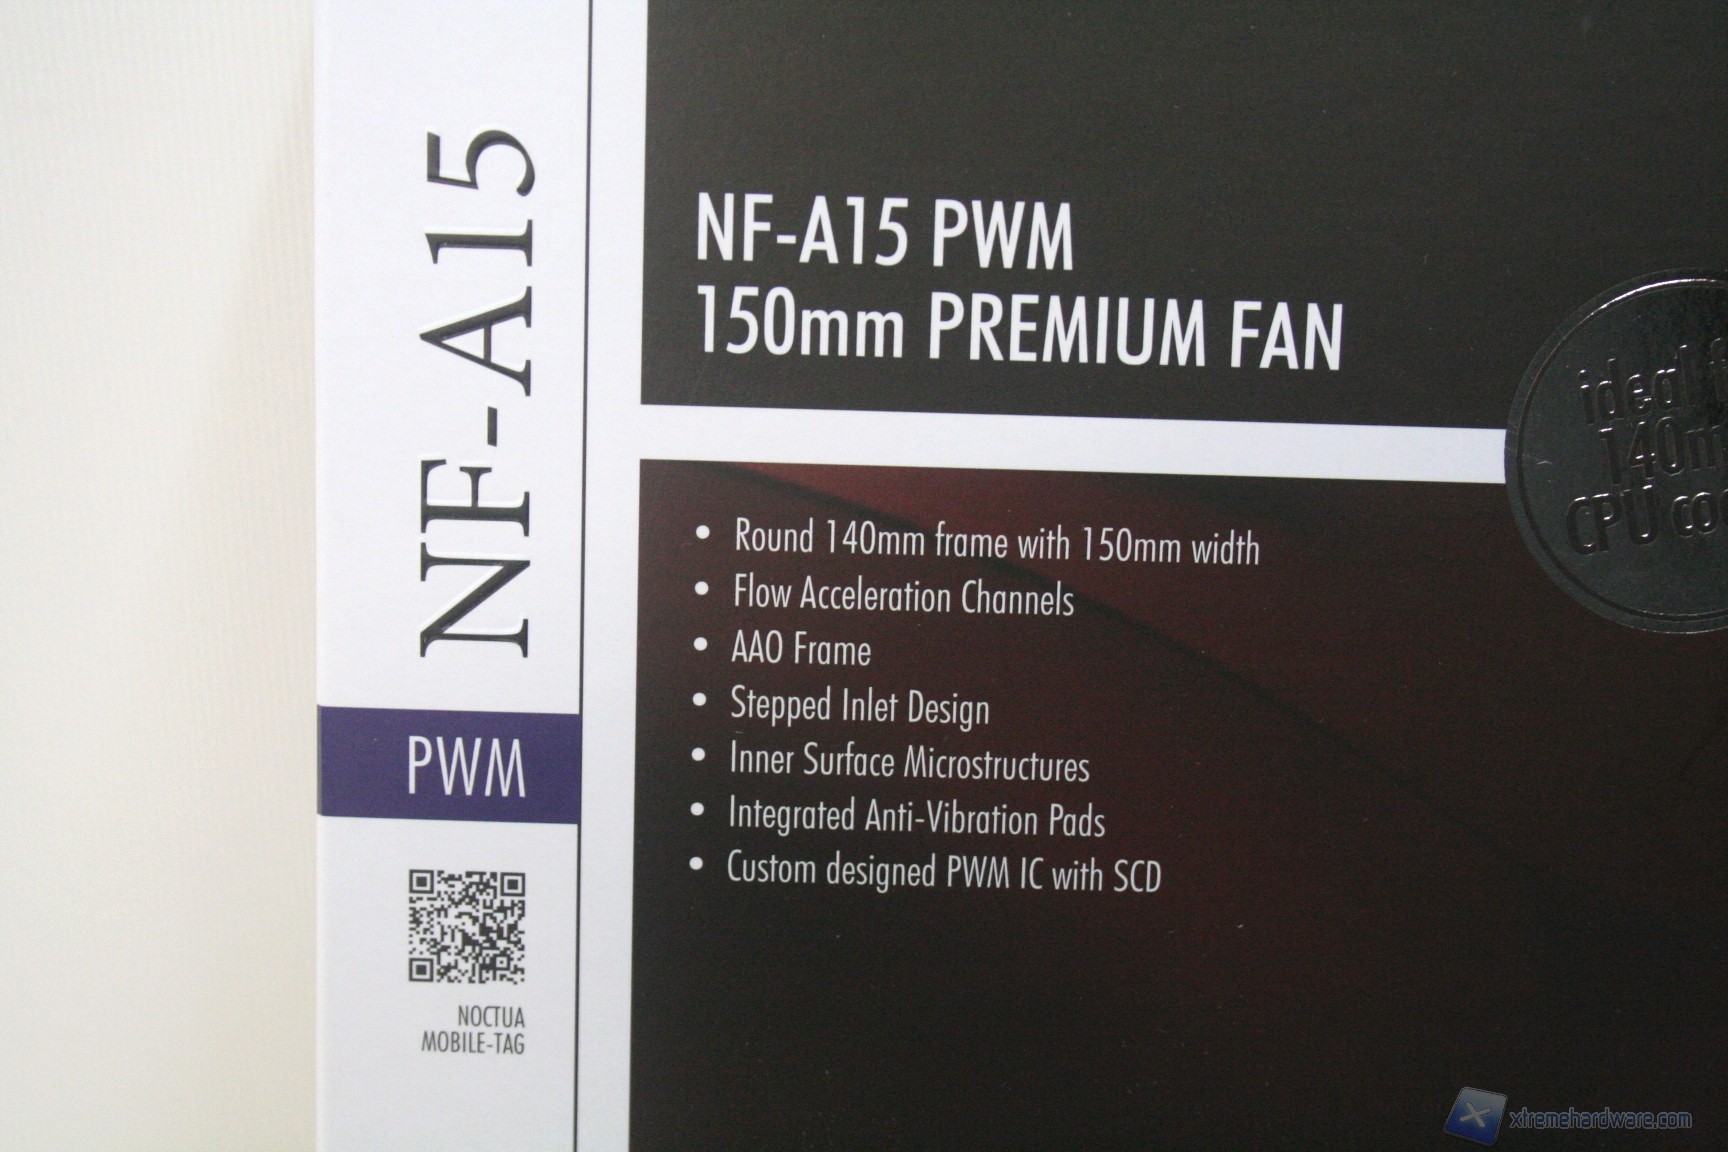 NF-A15
PWM
NOCTUA
MOBILE-TAG
NF-A15 PWM
150mm PREMIUM FAN
• Round 140mm frame with 150mm width
• Flow Acceleration Channels
• AAO Frame
• Stepped Inlet Design
• Inner Surface Microstructures
• Integrated Anti-Vibration Pads
• Custom designed PWM IC with SCD
ideal
CPU
xtremehardware.com